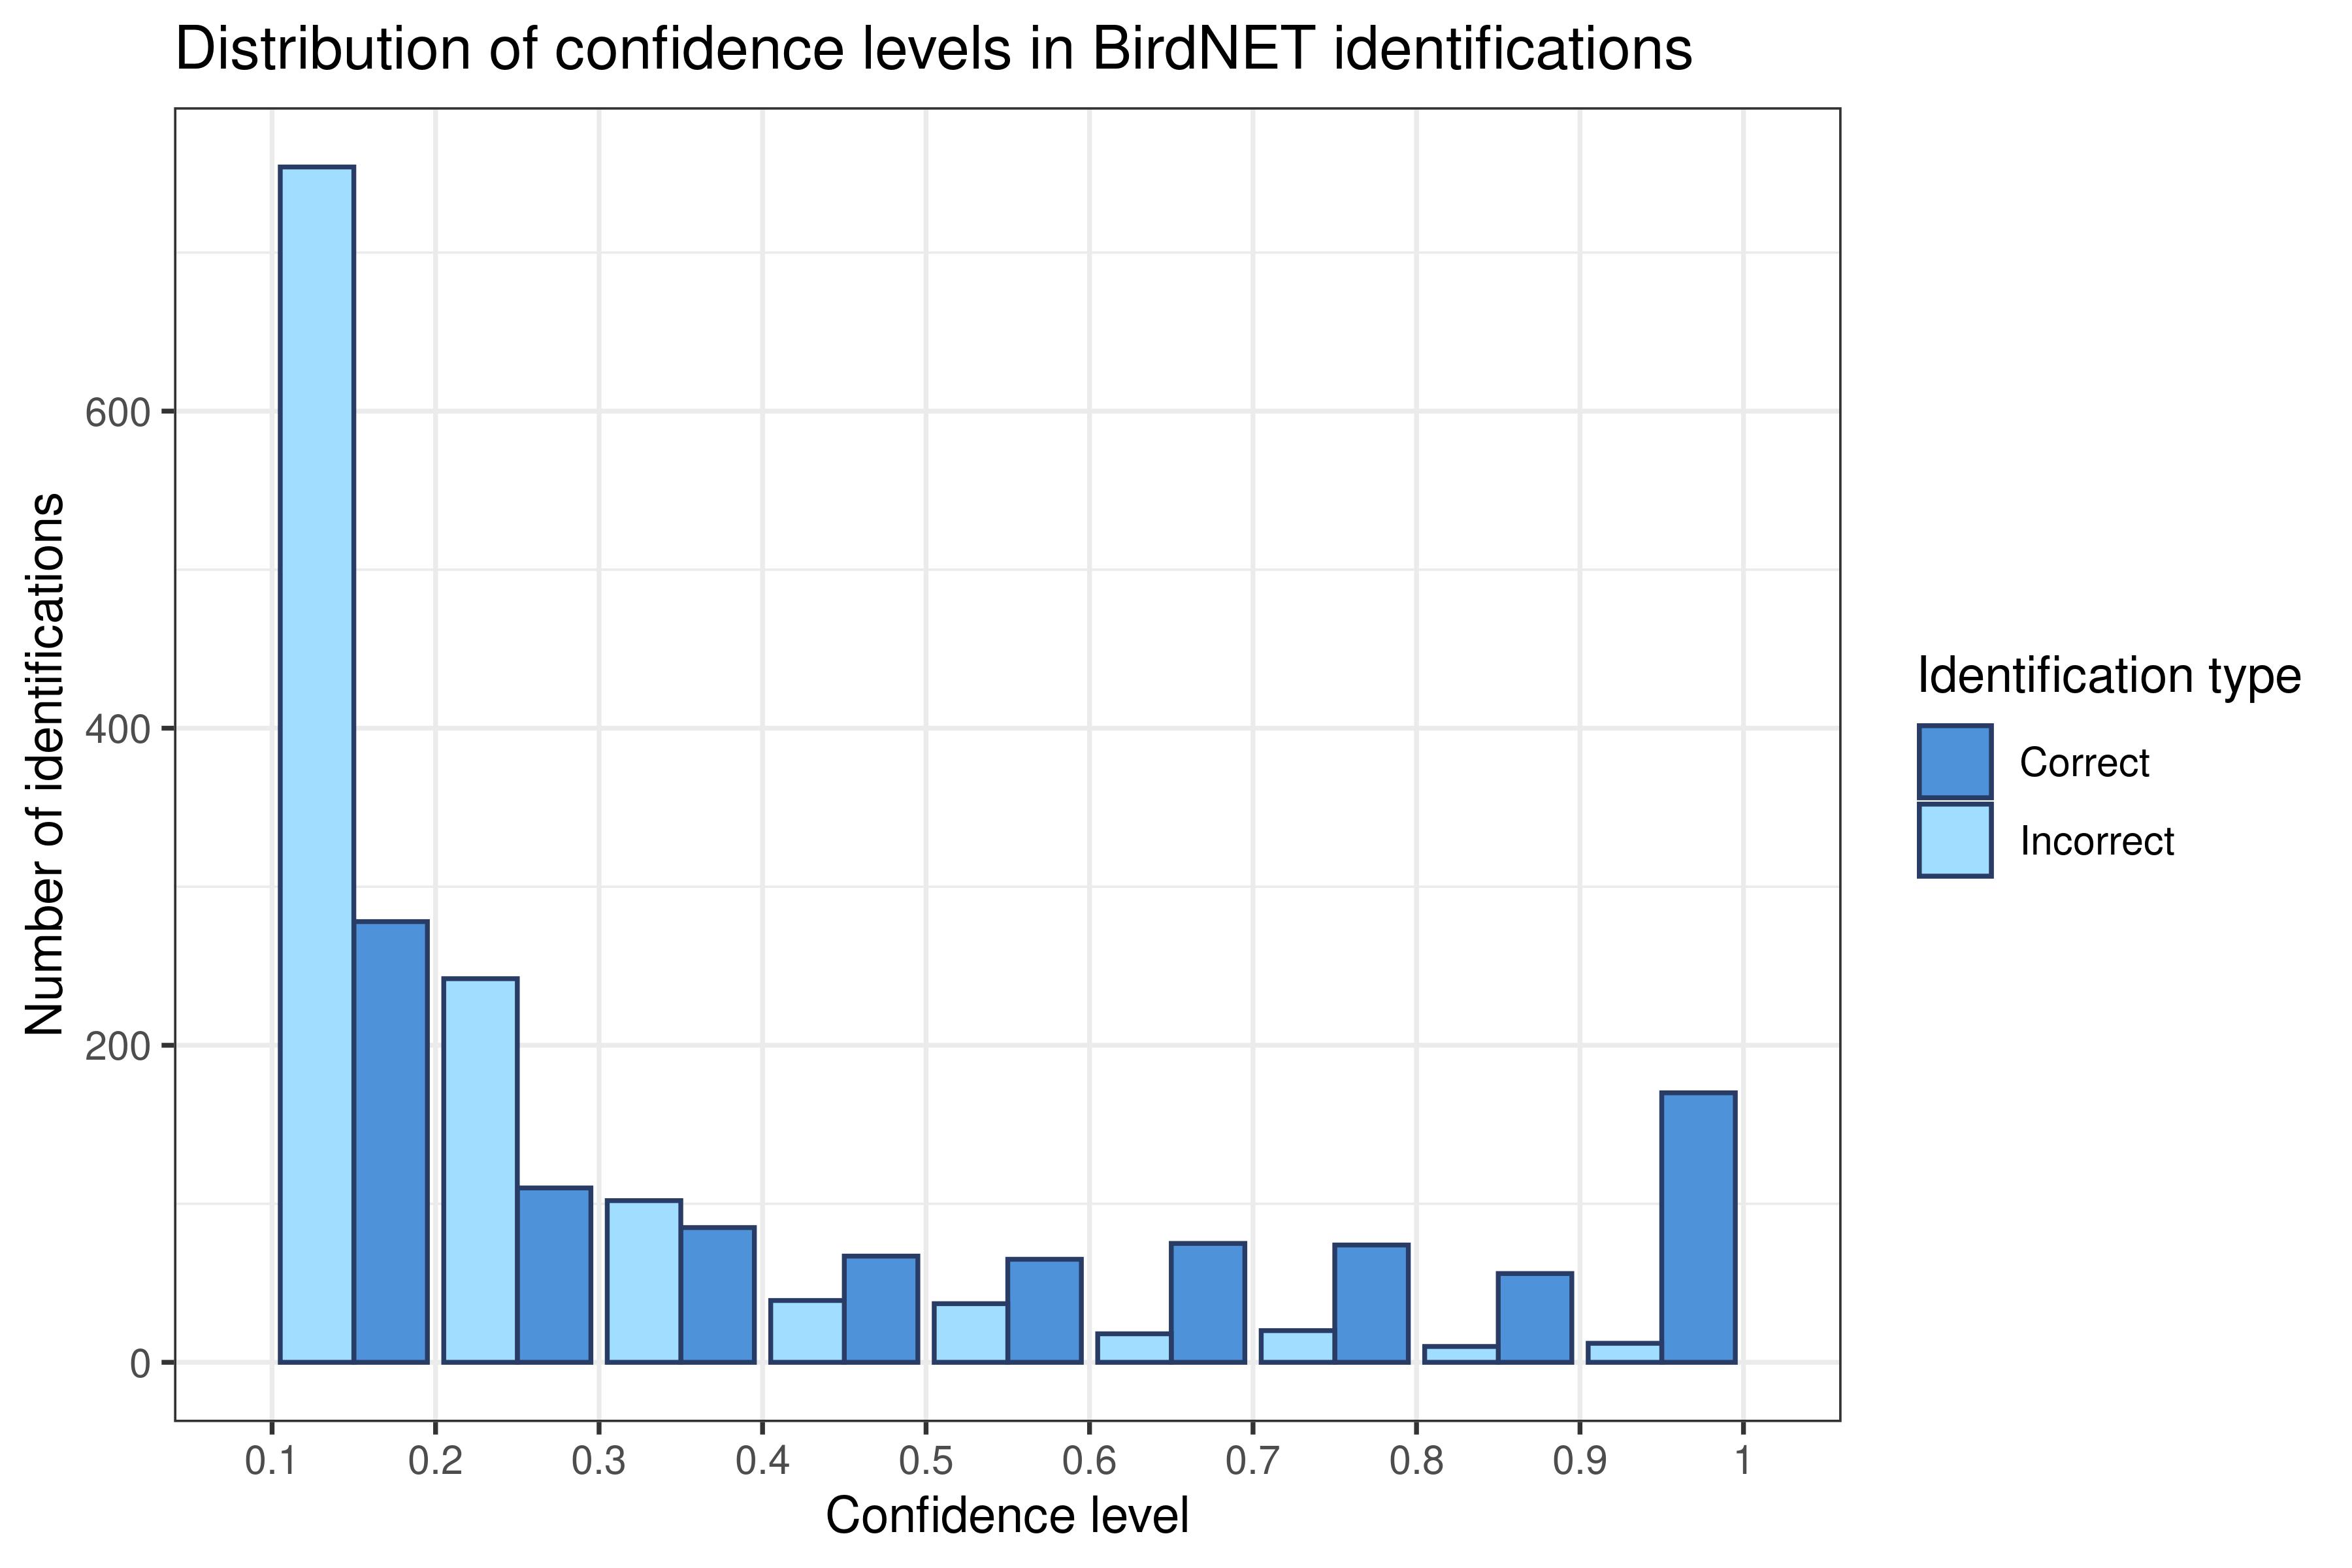 Distribution of confidence levels in BirdNET identifications
Number of identifications
600
400
200
0
0.1 0.2 0.3 0.4 0.5 0.6 0.7 0.8 0.9 1
Confidence level
Identification type
Correct
Incorrect